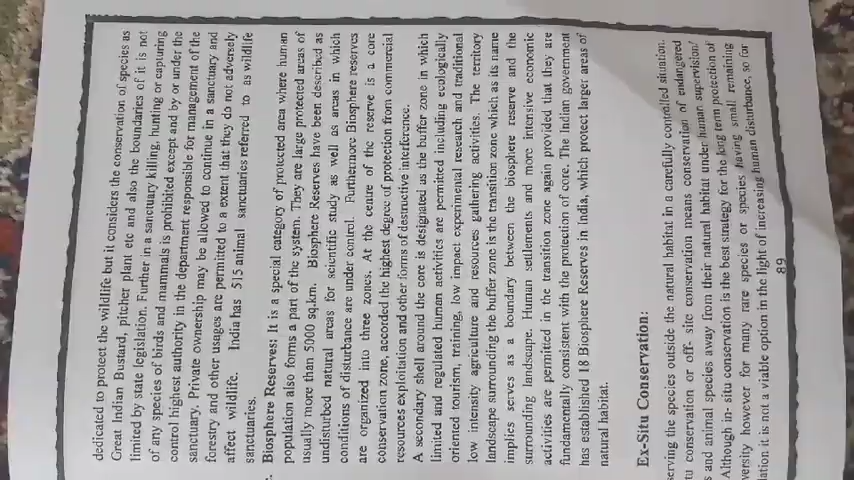 dedicated to protect the wildlife but it considers the conservation of species as
Great Indian Bustard, pitcher plant etc and also the boundaries of it is not
limited by state legislation. Further in a sanctuary killing, hunting or capturing
of any species of birds and mammals is prohibited except and by or under the
control highest authority in the department responsible for management of the
sanctuary. Private ownership may be allowed to continue in a sanctuary and
forestry and other usages are permitted to a extent that they do not adversely
affect wildlife. India has 515 animal sanctuaries referred to as wildlife
sanctuaries.
Biosphere Reserves: It is a special category of protected area where human
population also forms a part of the system. They are large protected areas of
usually more than 5000 sq.km. Biosphere Reserves have been described as
undisturbed natural areas for scientific study as well as areas in which
conditions of disturbance are under control. Furthermore Biosphere reserves
are organized into three zones. At the centre of the reserve is a core
conservation zone, accorded the highest degree of protection from commercial
resources exploitation and other forms of destructive interference.
A secondary shell around the core is designated as the buffer zone in which
limited and regulated human activities are permitted including ecologically
oriented tourism, training, low impact experimental research and traditional
low intensity agriculture and resources gathering activities. The territory
landscape surrounding the buffer zone is the transition zone which as its name
implies serves as a boundary between the biosphere reserve and the
surrounding landscape. Human settlements and more intensive economic
activities are permitted in the transition zone again provided that they are
fundamentally consistent with the protection of core. The Indian government
has established 18 Biosphere Reserves in India, which protect larger areas of
natural habitat.
Ex-Situ Conservation:
erving the species outside the natural habitat in a carefully controlled situation.
tu conservation or off- site conservation means conservation of endangered
s and animal species away from their natural habitat under human supervision/
Although in- situ conservation is the best strategy for the long term protection of
versity however for many rare species or species having small remaining
lation it is not a viable option in the light of increasing human disturbance, so for
89